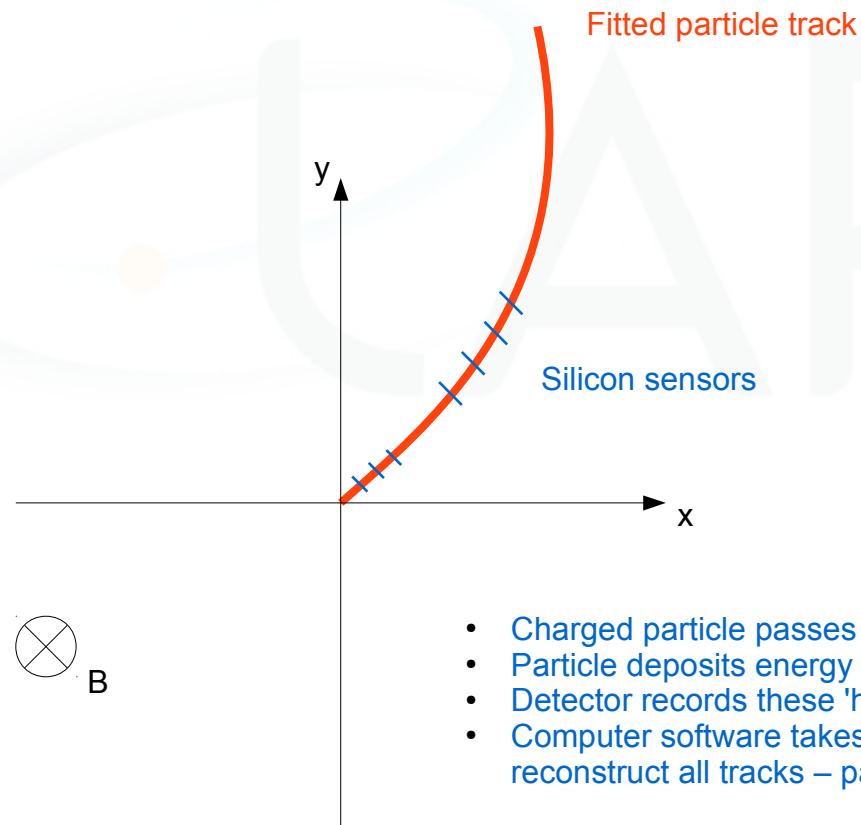 Fitted particle track
y
Silicon sensors
x
B
• Charged particle passes
• Particle deposits energy
• Detector records these
• Computer software takes
reconstruct all tracks –